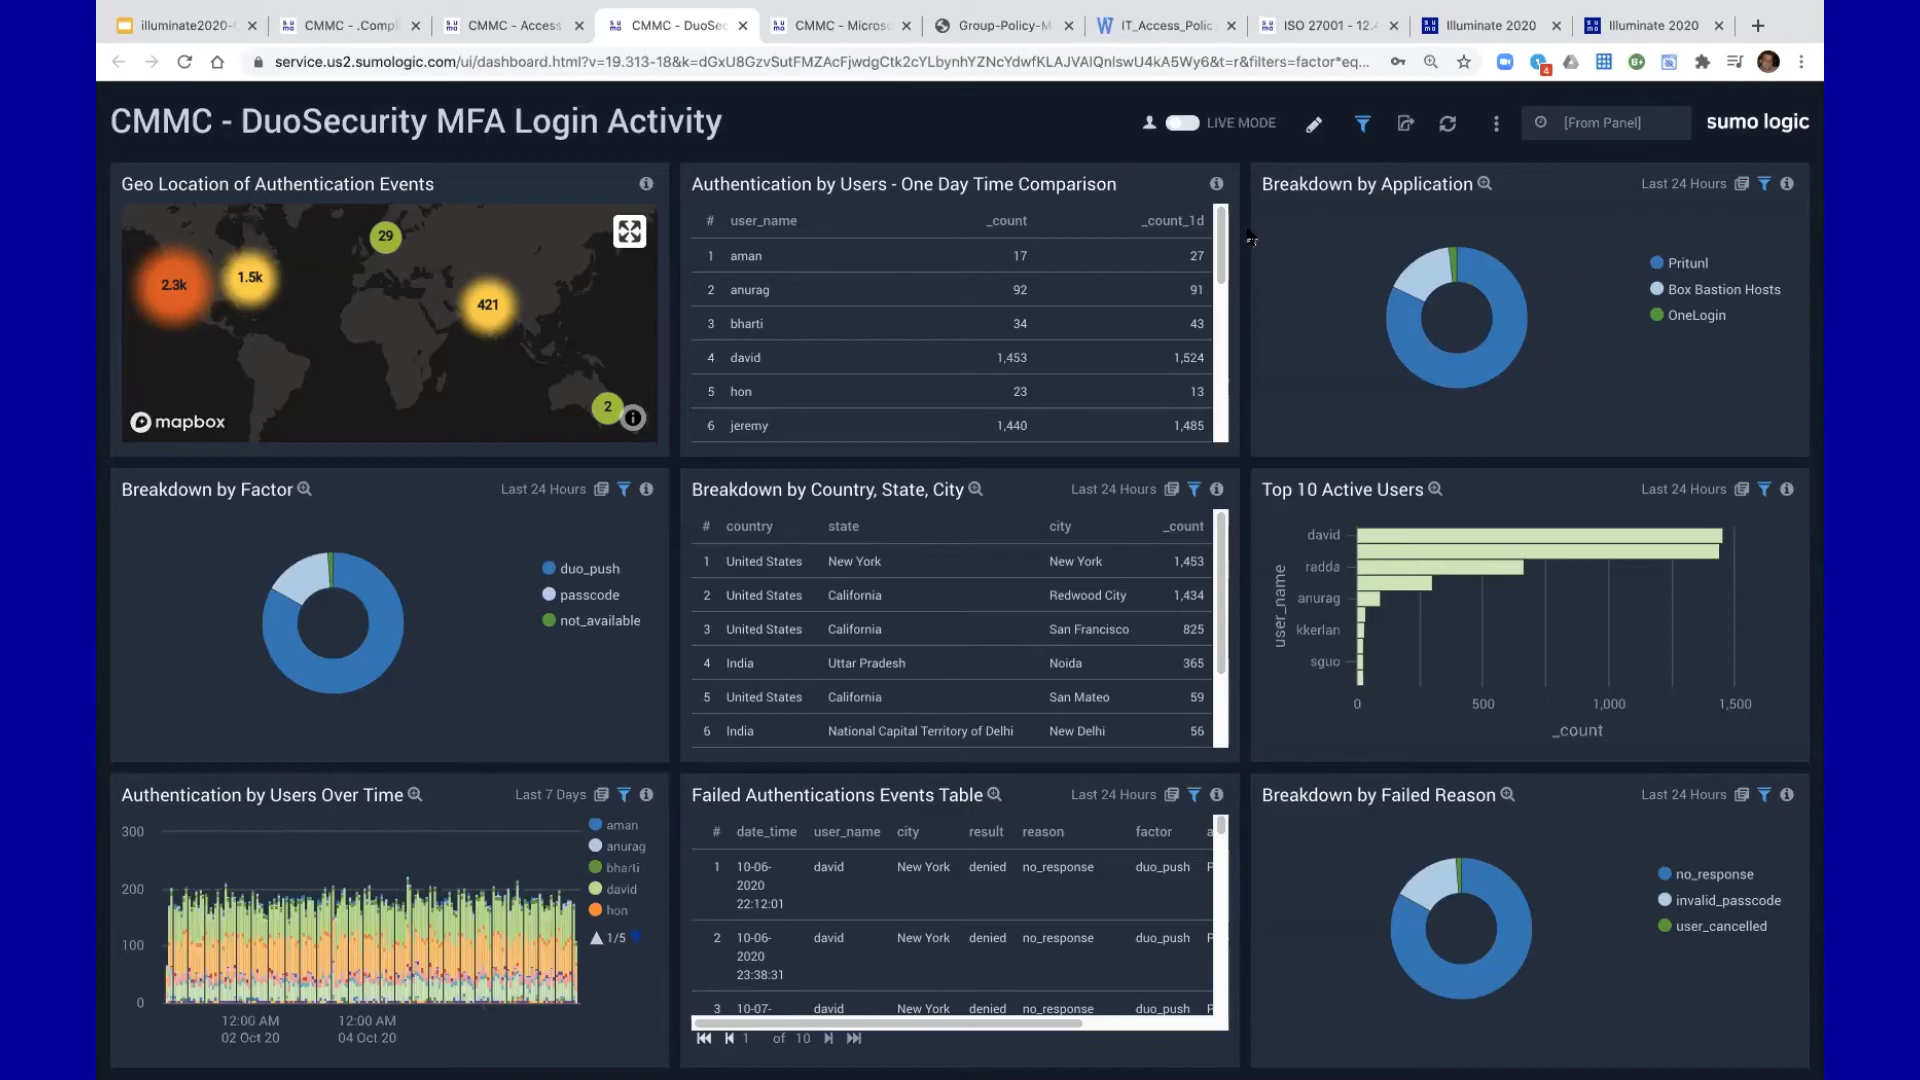 illuminate2020-
CMMC - .Compl
CMMC - Access
CMMC - DuoSec
CMMC - Micros
Group-Policy-M
IT_Access_Polic
ISO 27001 - 12.
Illuminate 2020
Illuminate 2020
service.us2.sumologic.com/ui/dashboard.html?v=19.313-18&k=dGxU8GzvSutFMZAcFjwdgCtk2cYLbynhYZNcYdwfKLAJVAIQnlswU4kA5Wy6&t=r&filters=factor*eq...
4
CMMC - DuoSecurity MFA Login Activity
LIVE MODE
[From Panel]
sumo logic
Geo Location of Authentication Events
2.3k
1.5k
29
421
2
mapbox
Authentication by Users - One Day Time Comparison
# user_name _count _count_1d
1 aman 17 27
2 anurag 92 91
3 bharti 34 43
4 david 1,453 1,524
5 hon 23 13
6 jeremy 1,440 1,485
Breakdown by Application
Last 24 Hours
Pritunl
Box Bastion Hosts
OneLogin
Breakdown by Factor
Last 24 Hours
duo_push
passcode
not_available
Breakdown by Country, State, City
Last 24 Hours
# country state city _count
1 United States New York New York 1,453
2 United States California Redwood City 1,434
3 United States California San Francisco 825
4 India Uttar Pradesh Noida 365
5 United States California San Mateo 59
6 India National Capital Territory of Delhi New Delhi 56
Top 10 Active Users
Last 24 Hours
user_name
david
radda
anurag
kkerlan
sguo
0 500 1,000 1,500
_count
Authentication by Users Over Time
Last 7 Days
300
200
100
0
12:00 AM
02 Oct 20
12:00 AM
04 Oct 20
aman
anurag
bharti
david
hon
1/5
Failed Authentications Events Table
Last 24 Hours
# date_time user_name city result reason factor a
1 10-06-2020 22:12:01 david New York denied no_response duo_push P
2 10-06-2020 23:38:31 david New York denied no_response duo_push P
3 10-07- david New York denied no_response duo_push P
1 of 10
Breakdown by Failed Reason
Last 24 Hours
no_response
invalid_passcode
user_cancelled